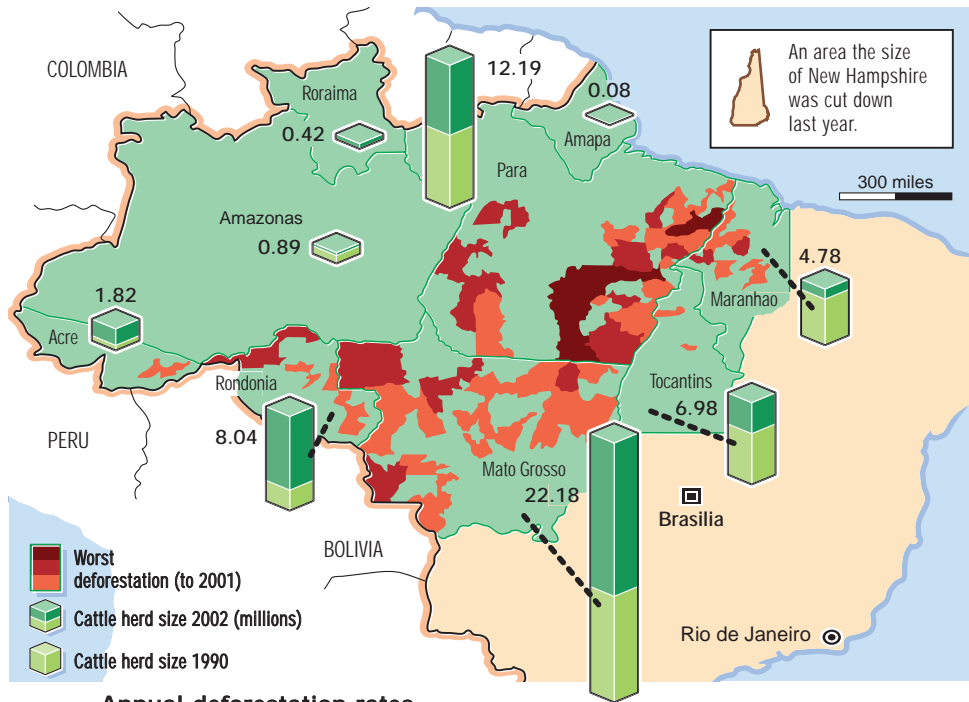 COLOMBIA
Roraima
0.42
12.19
0.08
Amapa
An area the size
of New Hampshire
was cut down
last year.
Para
300 miles
Amazonas
0.89
1.82
Acre
4.78
Maranhao
Rondonia
8.04
Tocantins
6.98
PERU
Mato Grosso
22.18
Brasilia
BOLIVIA
Worst
deforestation (to 2001)
Cattle herd size 2002 (millions)
Cattle herd size 1990
Rio de Janeiro
Annual deforestation rates